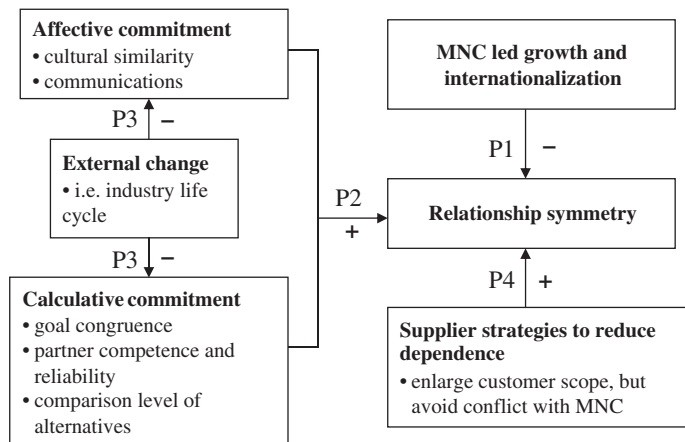 Affective commitment
• cultural similarity
• communications
P3 –
External change
• i.e. industry life
cycle
P3 –
Calculative commitment
• goal congruence
• partner competence and
reliability
• comparison level of
alternatives
P2
+
MNC led growth and
internationalization
P1 –
Relationship symmetry
P4 +
Supplier strategies to reduce
dependence
• enlarge customer scope, but
avoid conflict with MNC